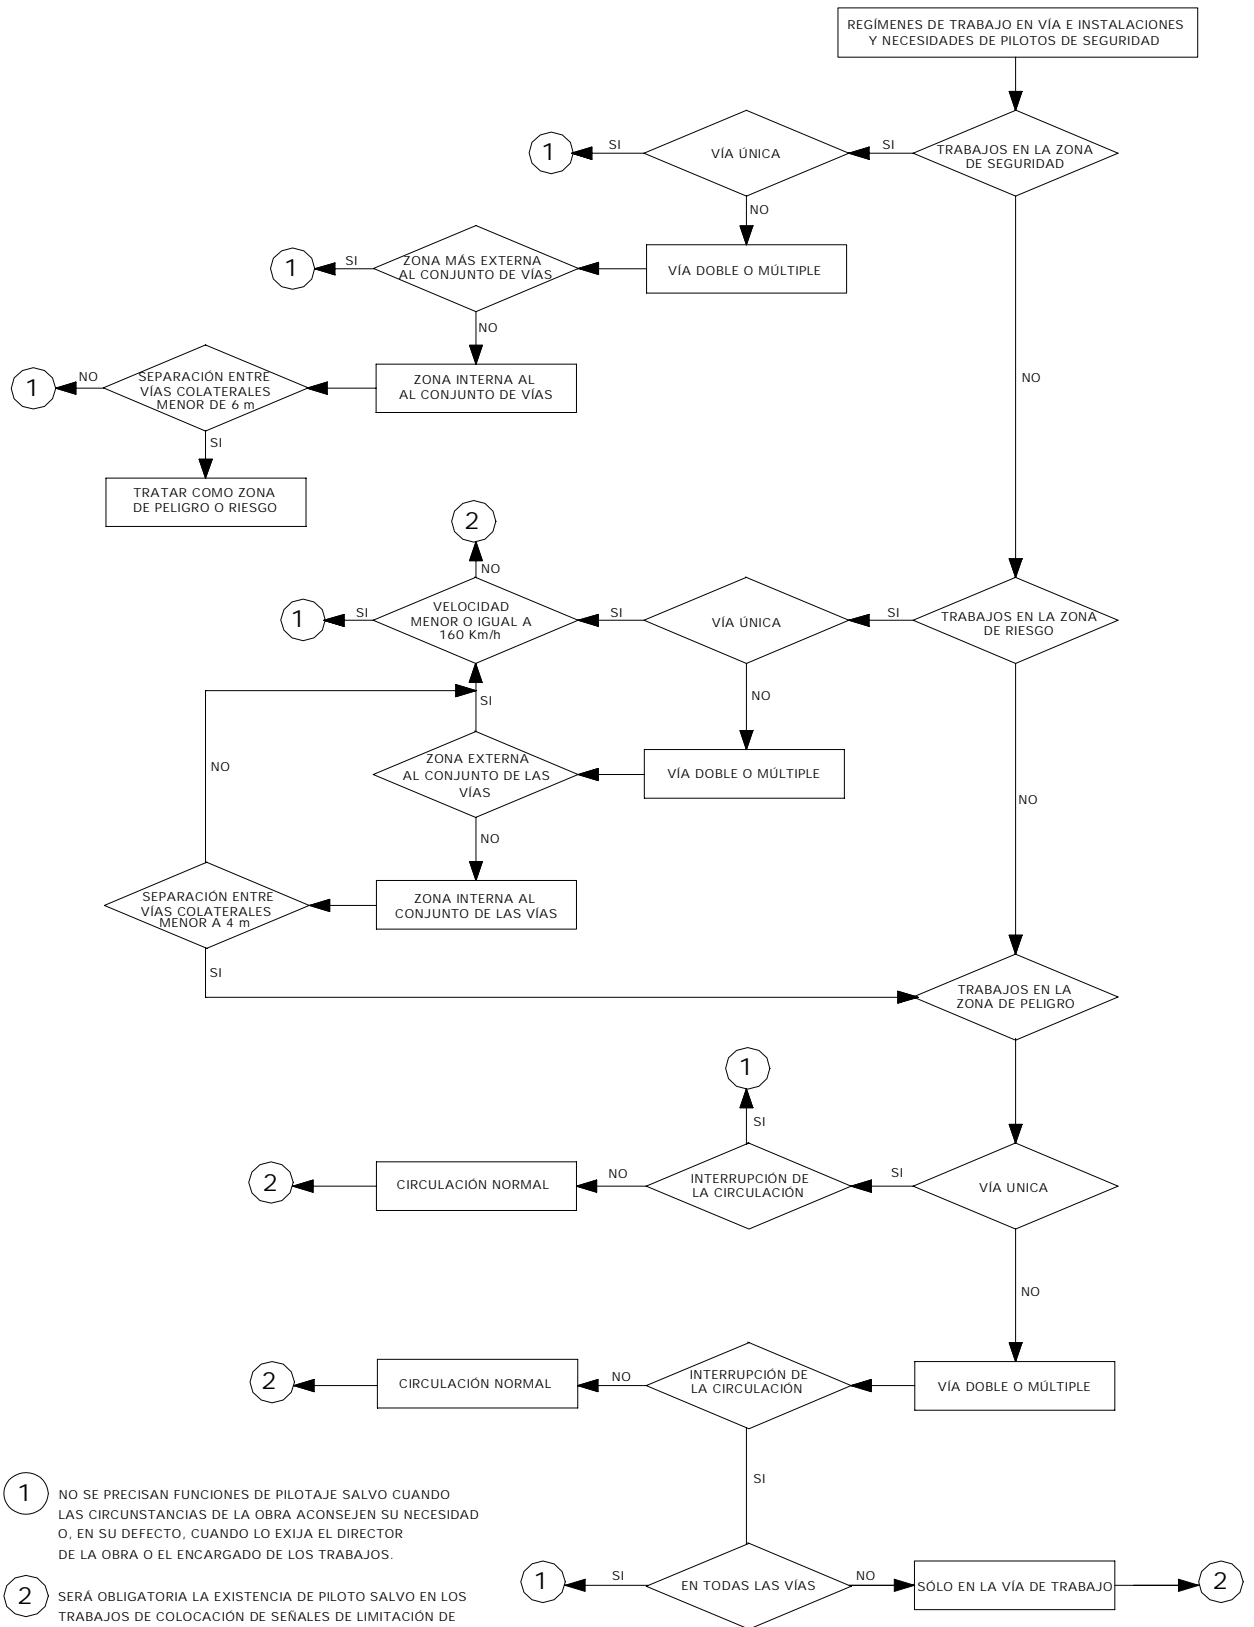 REGÍMENES DE TRABAJO EN VÍA E INSTALACIONES
Y NECESIDADES DE PILOTOS DE SEGURIDAD
TRABAJOS EN LA ZONA
DE SEGURIDAD
SI
VÍA ÚNICA
SI
1
NO
VÍA DOBLE O MÚLTIPLE
ZONA MÁS EXTERNA
AL CONJUNTO DE VÍAS
SI
1
NO
ZONA INTERNA AL
AL CONJUNTO DE VÍAS
SEPARACIÓN ENTRE
VÍAS COLATERALES
MENOR DE 6 m
NO
1
SI
TRATAR COMO ZONA
DE PELIGRO O RIESGO
NO
TRABAJOS EN LA ZONA
DE RIESGO
SI
VÍA ÚNICA
SI
VELOCIDAD
MENOR O IGUAL A
160 Km/h
NO
2
SI
1
NO
VÍA DOBLE O MÚLTIPLE
ZONA EXTERNA
AL CONJUNTO DE LAS
VÍAS
SI
NO
ZONA INTERNA AL
CONJUNTO DE LAS VÍAS
SEPARACIÓN ENTRE
VÍAS COLATERALES
MENOR A 4 m
NO
SI
NO
TRABAJOS EN LA
ZONA DE PELIGRO
VÍA UNICA
SI
INTERRUPCIÓN DE
LA CIRCULACIÓN
SI
1
NO
CIRCULACIÓN NORMAL
2
NO
VÍA DOBLE O MÚLTIPLE
INTERRUPCIÓN DE
LA CIRCULACIÓN
NO
CIRCULACIÓN NORMAL
2
SI
EN TODAS LAS VÍAS
SI
1
NO
SÓLO EN LA VÍA DE TRABAJO
2
1 NO SE PRECISAN FUNCIONES DE PILOTAJE SALVO CUANDO
LAS CIRCUNSTANCIAS DE LA OBRA ACONSEJEN SU NECESIDAD
O, EN SU DEFECTO, CUANDO LO EXIJA EL DIRECTOR
DE LA OBRA O EL ENCARGADO DE LOS TRABAJOS.
2 SERÁ OBLIGATORIA LA EXISTENCIA DE PILOTO SALVO EN LOS
TRABAJOS DE COLOCACIÓN DE SEÑALES DE LIMITACIÓN DE